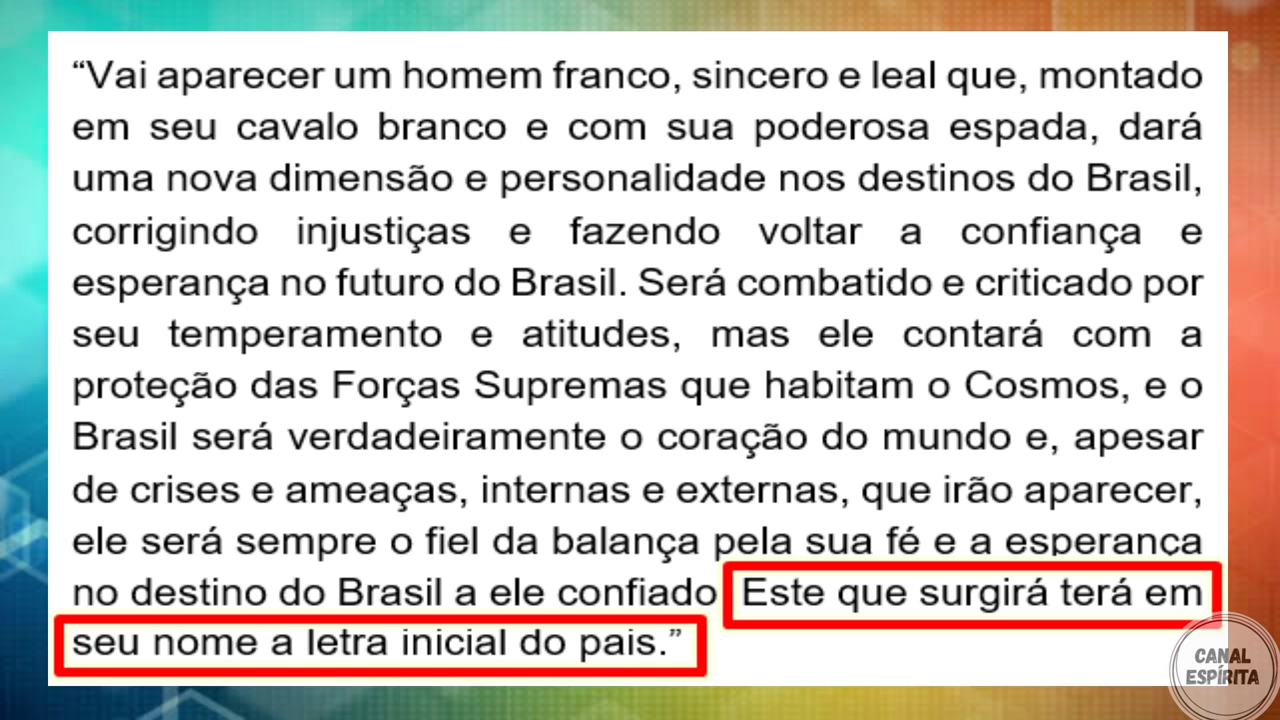 “Vai aparecer um homem franco, sincero e leal que, montado
em seu cavalo branco e com sua poderosa espada, dará
uma nova dimensão e personalidade nos destinos do Brasil,
corrigindo injustiças e fazendo voltar a confiança e
esperança no futuro do Brasil. Será combatido e criticado por
seu temperamento e atitudes, mas ele contará com a
proteção das Forças Supremas que habitam o Cosmos, e o
Brasil será verdadeiramente o coração do mundo e, apesar
de crises e ameaças, internas e externas, que irão aparecer,
ele será sempre o fiel da balança pela sua fé e a esperança
no destino do Brasil a ele confiado Este que surgirá terá em
seu nome a letra inicial do pais.”
CANAL
ESPÍRITA